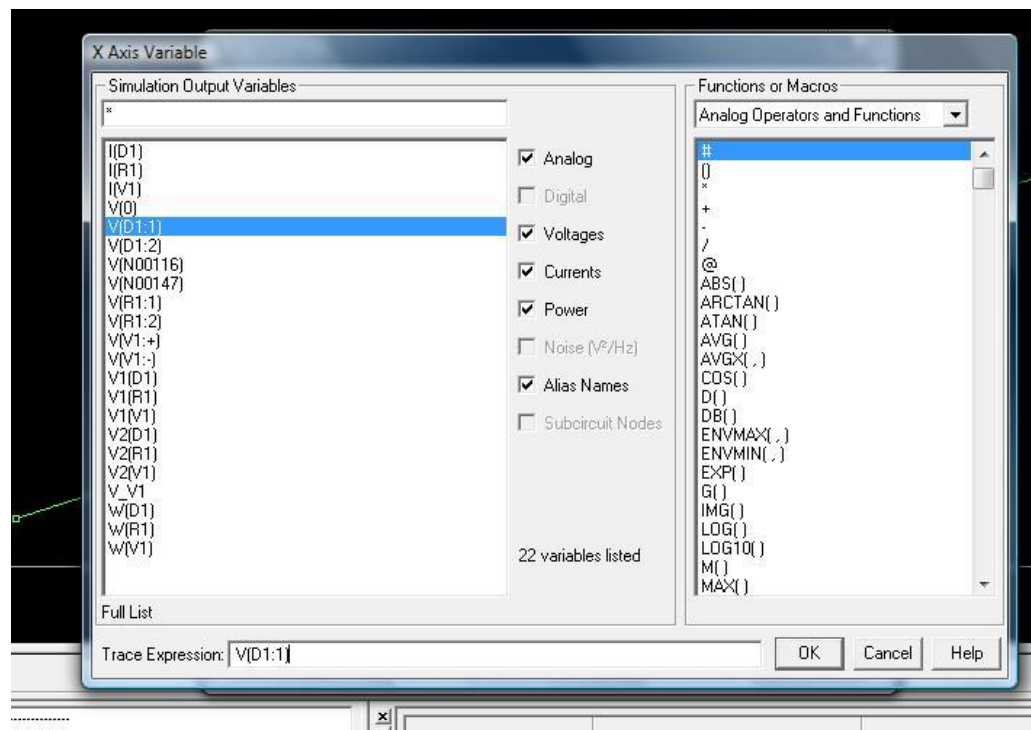 X Axis Variable
Simulation Output Variables
*
I(D1)
I(R1)
I(V1)
V(0)
V(D1:1)
V(D1:2)
V(N00116)
V(N00147)
V(R1:1)
V(R1:2)
V(V1:+)
V(V1:-)
V1(D1)
V1(R1)
V1(V1)
V2(D1)
V2(R1)
V2(V1)
V_V1
W(D1)
W(R1)
W(V1)
Full List
Analog
Digital
Voltages
Currents
Power
Noise (V²/Hz)
Alias Names
Subcircuit Nodes
22 variables listed
Functions or Macros
Analog Operators and Functions
#
()
*
+
-
/
@
ABS( )
ARCTAN( )
ATAN( )
AVG( )
AVGX( , )
COS( )
D( )
DB( )
ENVMAX( , )
ENVMIN( , )
EXP( )
G( )
IMG( )
LOG( )
LOG10( )
M( )
MAX( )
Trace Expression: V(D1:1)
OK Cancel Help